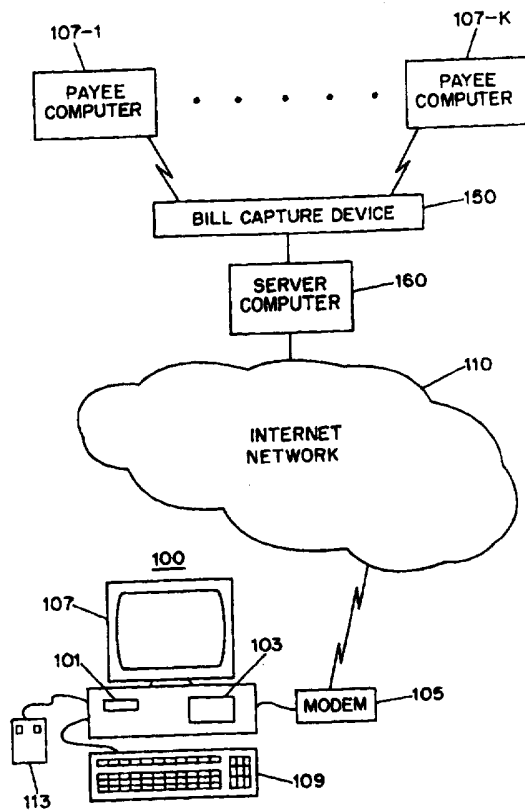 107-1
107-K
PAYEE
COMPUTER
PAYEE
COMPUTER
BILL CAPTURE DEVICE
150
SERVER
COMPUTER
160
110
INTERNET
NETWORK
100
107
101
103
MODEM
105
113
109